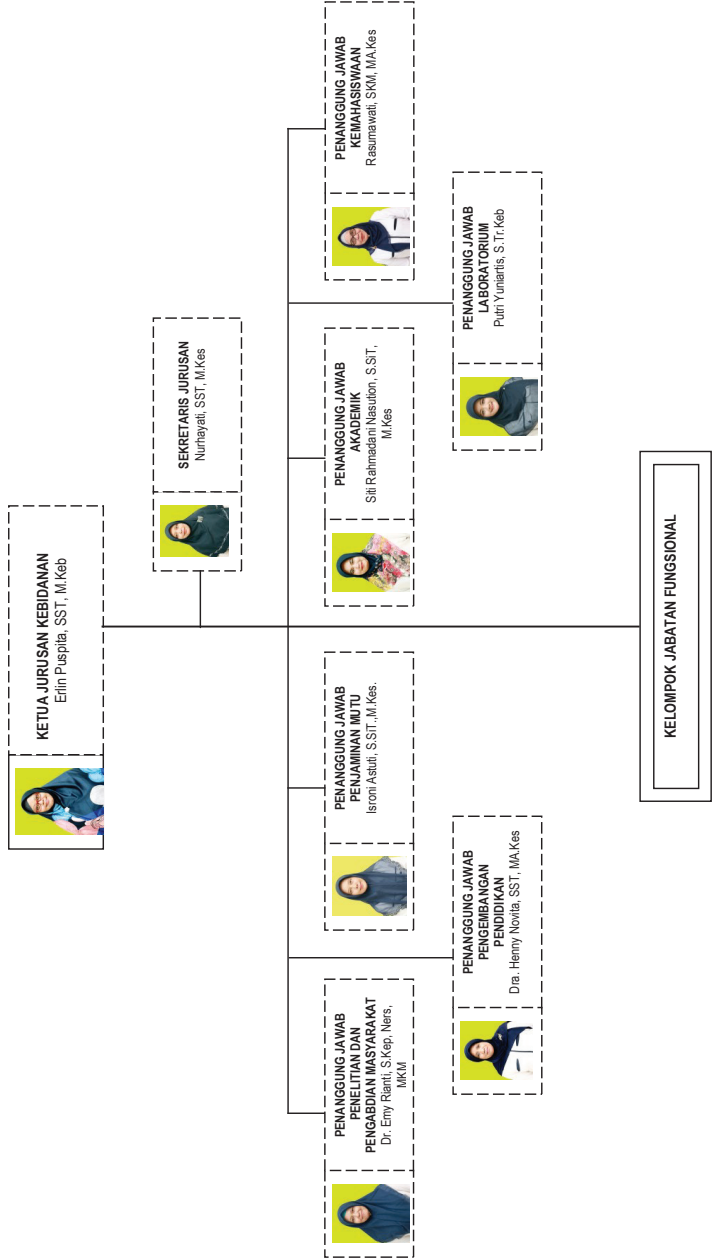 KETUA JURUSAN KEBIDANAN
Erlin Puspita, SST, M.Keb
SEKRETARIS JURUSAN
Nurhayati, SST, M.Kes
PENANGGUNG JAWAB
PENELITIAN DAN
PENGABDIAN MASYARAKAT
Dr. Emy Rianti, S.Kep, Ners,
MKM
PENANGGUNG JAWAB
PENJAMINAN MUTU
Isroni Astuti, S.SiT.,M.Kes.
PENANGGUNG JAWAB
AKADEMIK
Siti Rahmadani Nasution, S.SiT,
M.Kes
PENANGGUNG JAWAB
KEMAHASISWAAN
Rasumawati, SKM, MA.Kes
PENANGGUNG JAWAB
PENGEMBANGAN
PENDIDIKAN
Dra. Henny Novita, SST, MA.Kes
PENANGGUNG JAWAB
LABORATORIUM
Putri Yuniartis, S.Tr.Keb
KELOMPOK JABATAN FUNGSIONAL